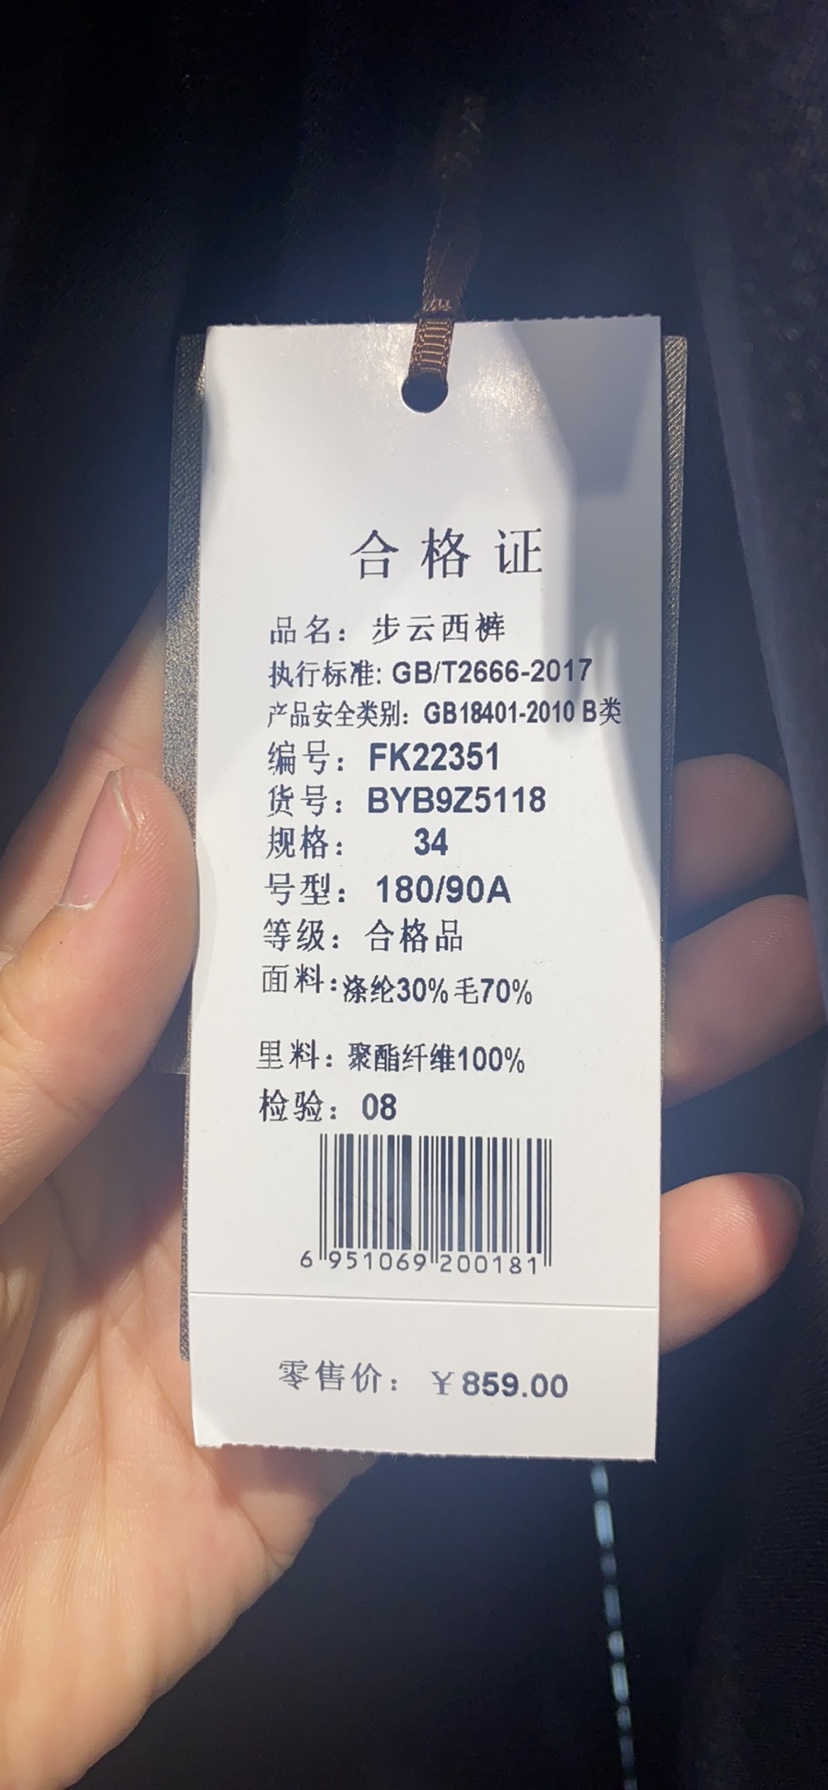 合格证
品名：步云西裤
执行标准: GB/T2666-2017
产品安全类别：GB18401-2010 B类
编号：FK22351
货号：BYB9Z5118
规格：34
号型：180/90A
等级：合格品
面料:涤纶30% 毛70%
里料：聚酯纤维100%
检验：08
6 951069 200181
零售价：￥859.00